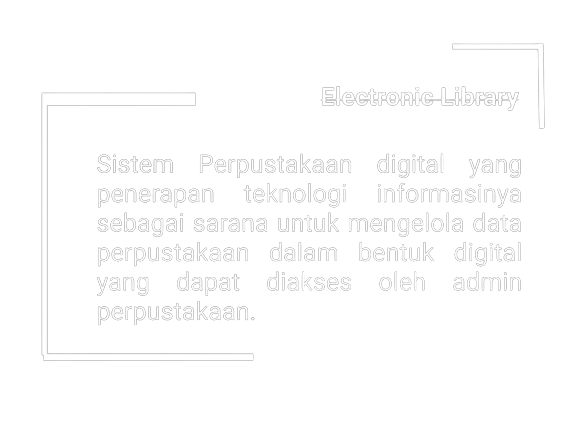 Electronic Library
Sistem Perpustakaan digital yang
penerapan teknologi informasinya
sebagai sarana untuk mengelola data
perpustakaan dalam bentuk digital
yang dapat diakses oleh admin
perpustakaan.